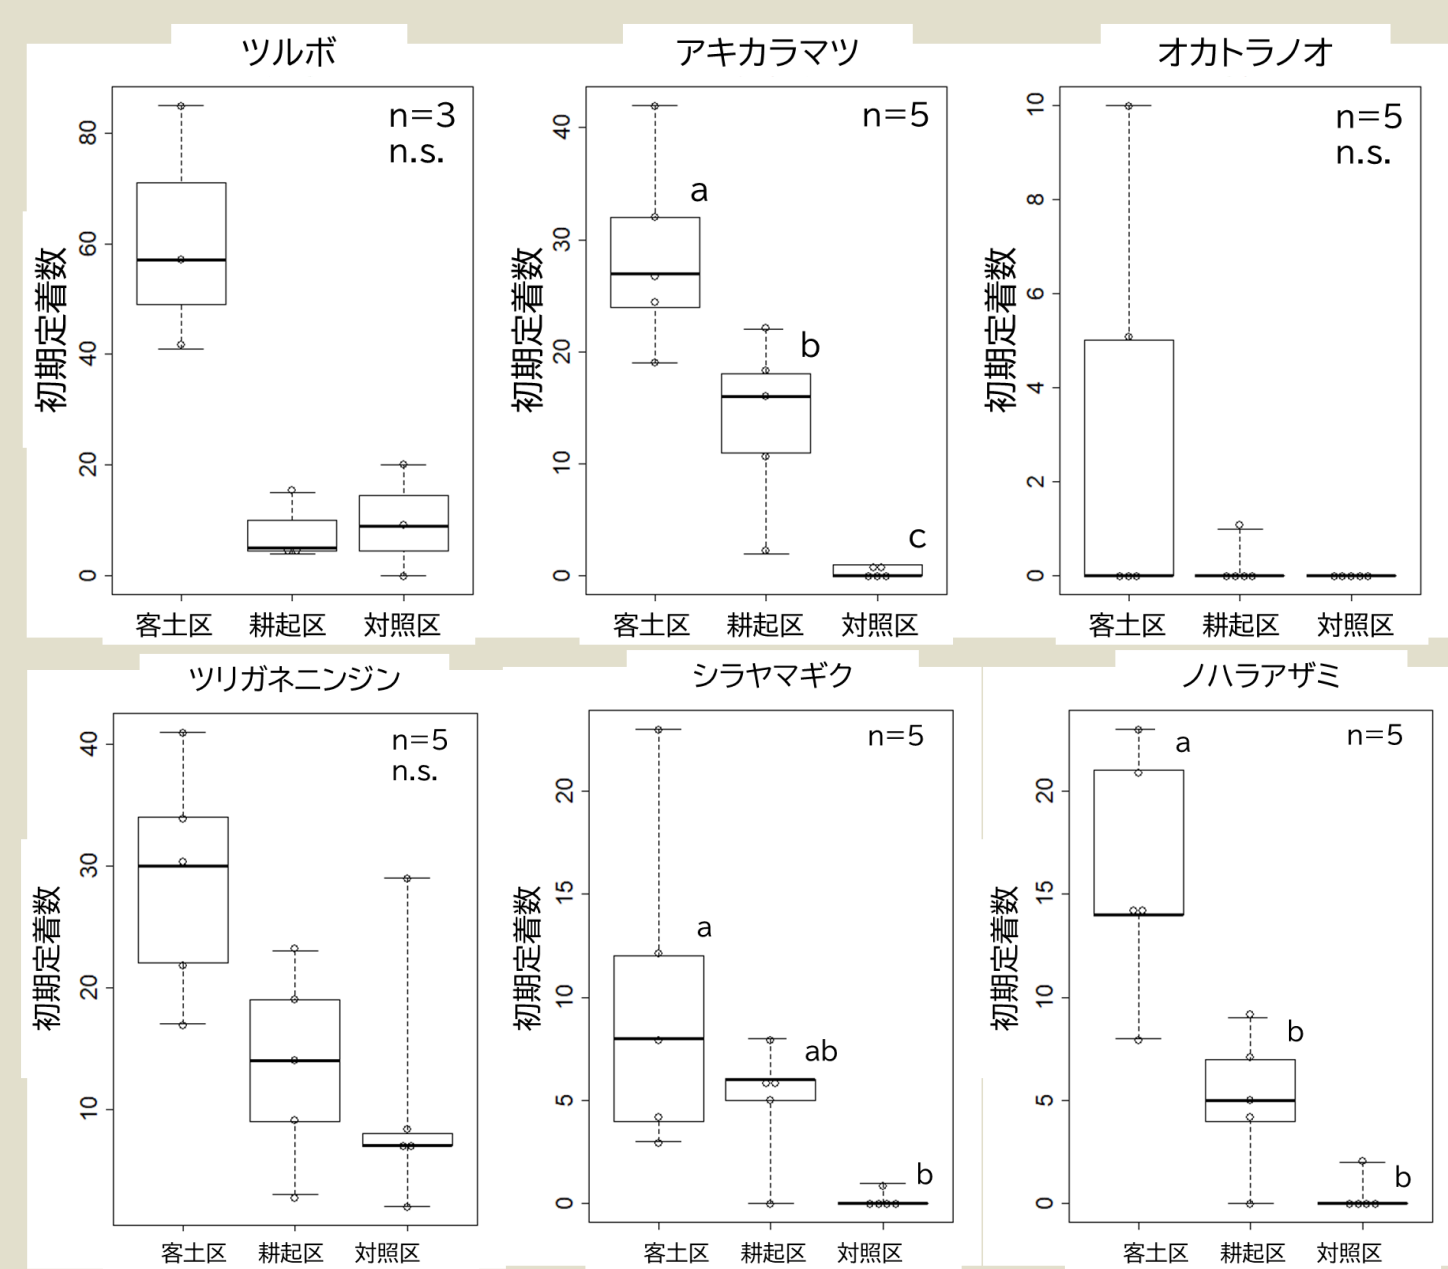 ツルボ
n=3
n.s.
初期定着数
80
60
40
20
0
客土区 耕起区 対照区
アキカラマツ
n=5
a
b
c
初期定着数
40
30
20
10
0
客土区 耕起区 対照区
オカトラノオ
n=5
n.s.
初期定着数
10
8
6
4
2
0
客土区 耕起区 対照区
ツリガネニンジン
n=5
n.s.
初期定着数
40
30
20
10
客土区 耕起区 対照区
シラヤマギク
n=5
a
ab
b
初期定着数
20
15
10
5
0
客土区 耕起区 対照区
ノハラアザミ
n=5
a
b
b
初期定着数
20
15
10
5
0
客土区 耕起区 対照区